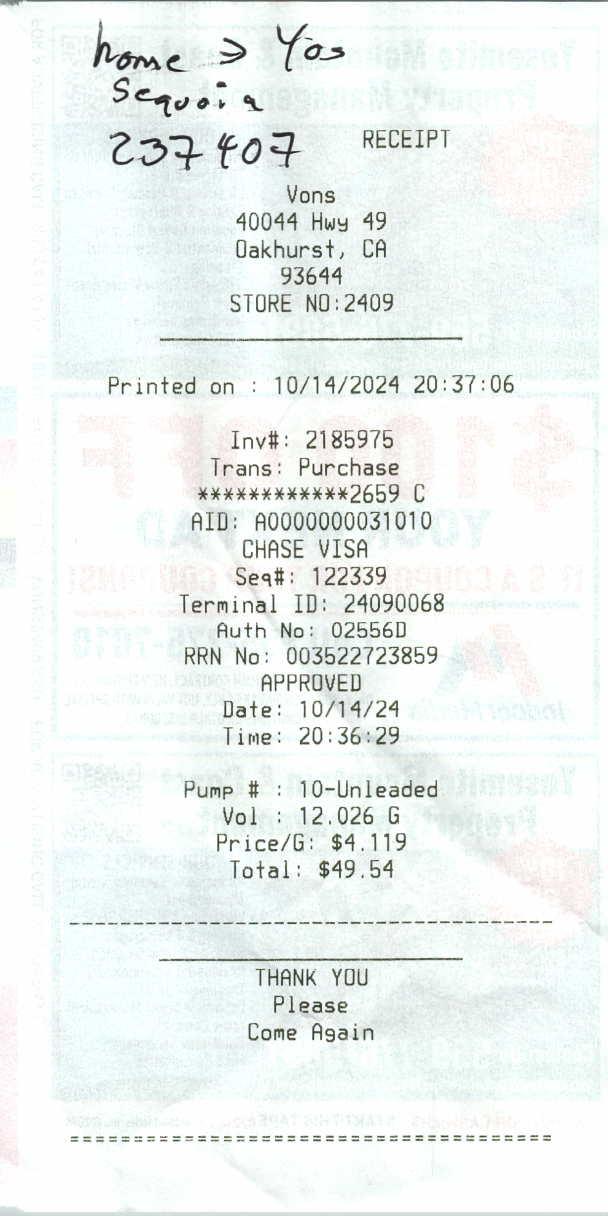 home ⇒ Yos
Sequoia
237407
RECEIPT
Vons
40044 Hwy 49
Oakhurst, CA
93644
STORE NO:2409
Printed on : 10/14/2024 20:37:06
Inv#: 2185975
Trans: Purchase
************2659 C
AID: A0000000031010
CHASE VISA
Seq#: 122339
Terminal ID: 24090068
Auth No: 02556D
RRN No: 003522723859
APPROVED
Date: 10/14/24
Time: 20:36:29
Pump # : 10-Unleaded
Vol : 12.026 G
Price/G: $4.119
Total: $49.54
THANK YOU
Please
Come Again